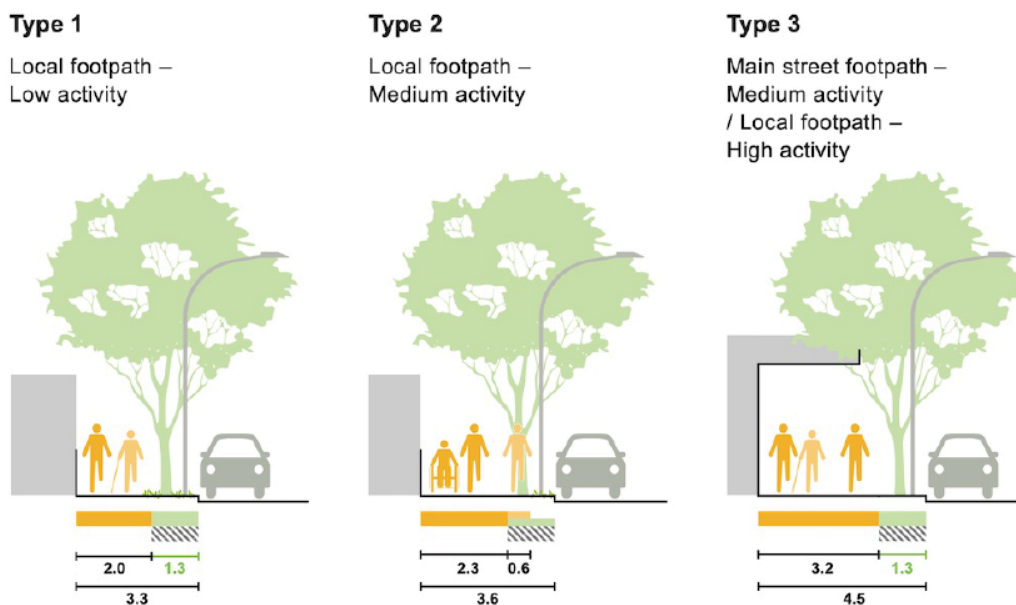 Type 1
Local footpath –
Low activity
Type 2
Local footpath –
Medium activity
Type 3
Main street footpath –
Medium activity
/ Local footpath –
High activity
2.0
1.3
3.3
2.3
0.6
3.6
3.2
1.3
4.5